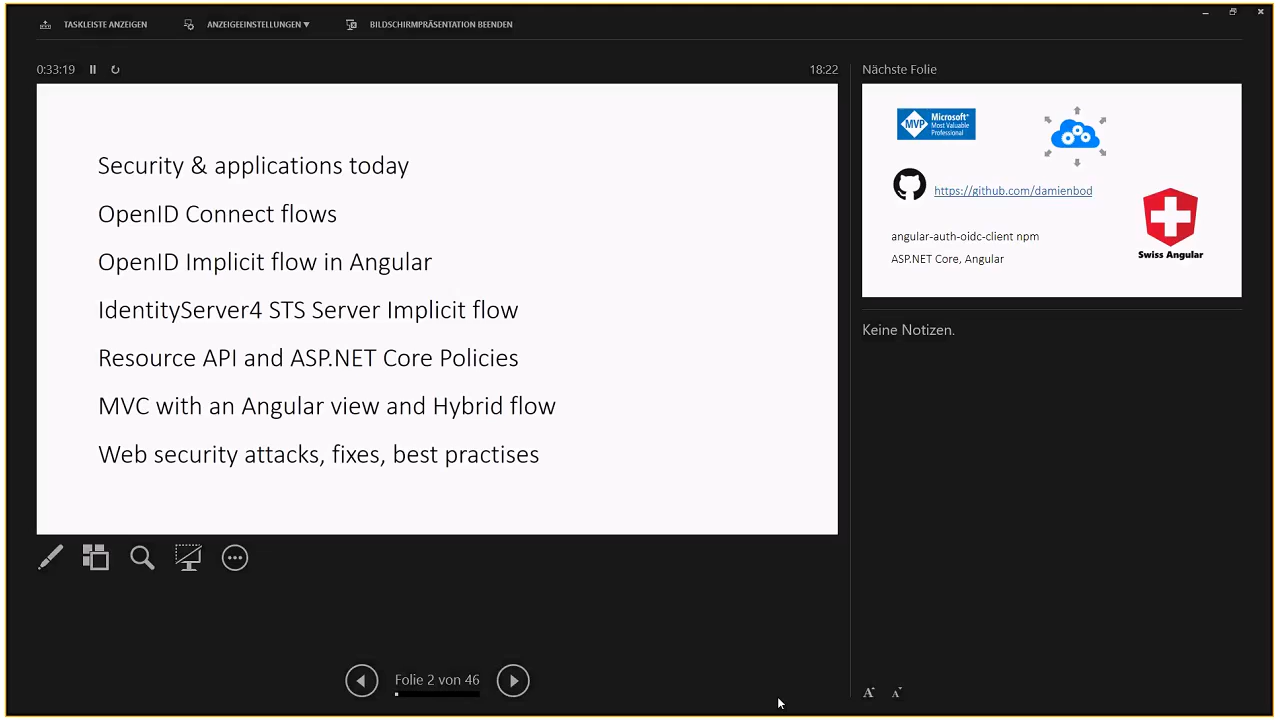 TASKLEISTE ANZEIGEN
ANZEIGEEINSTELLUNGEN
BILDSCHIRMPRÄSENTATION BEENDEN
0:33:19
18:22
Security & applications today
OpenID Connect flows
OpenID Implicit flow in Angular
IdentityServer4 STS Server Implicit flow
Resource API and ASP.NET Core Policies
MVC with an Angular view and Hybrid flow
Web security attacks, fixes, best practises
Folie 2 von 46
Nächste Folie
MVP
Microsoft®
Most Valuable
Professional
https://github.com/damienbod
angular-auth-oidc-client npm
ASP.NET Core, Angular
Swiss Angular
Keine Notizen.
A
A